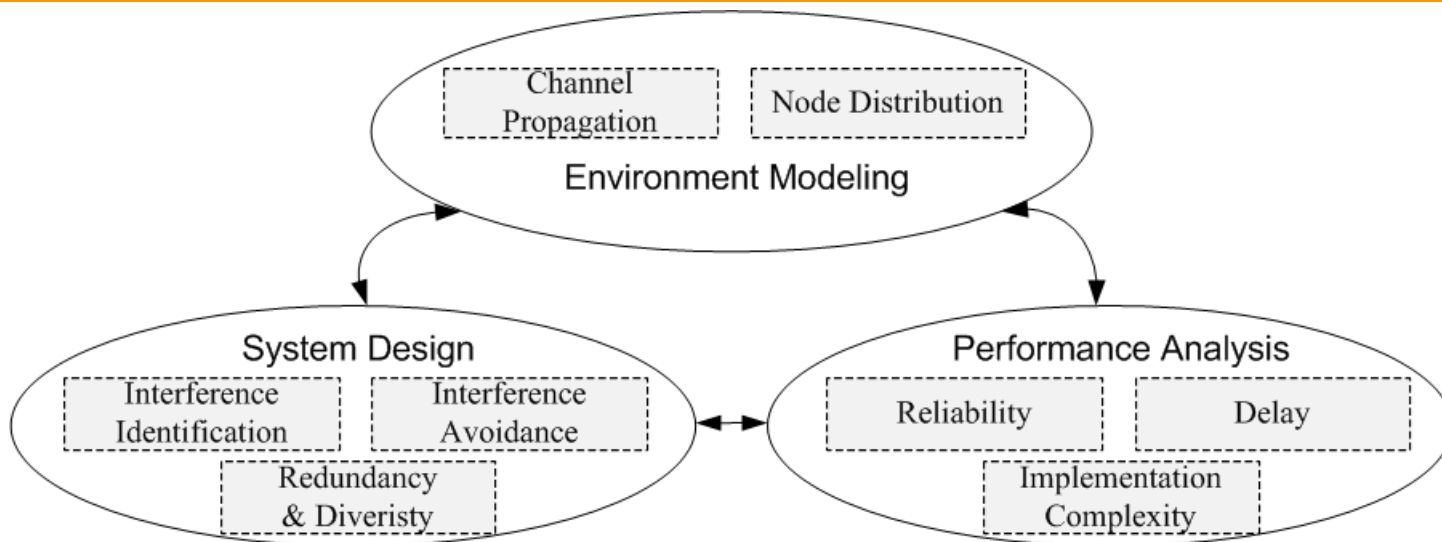 Channel
Propagation
Node Distribution
Environment Modeling
System Design
Interference
Identification
Interference
Avoidance
Redundancy
& Diveristy
Performance Analysis
Reliability
Delay
Implementation
Complexity